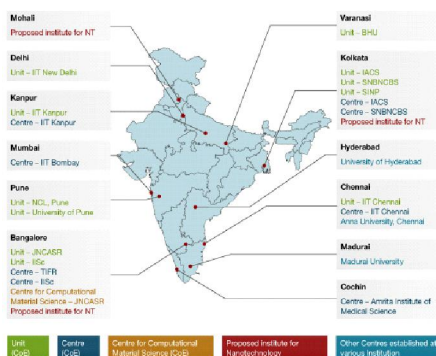 Mohali
Proposed institute for NT
Delhi
Unit – IIT New Delhi
Kanpur
Unit – IIT Kanpur
Centre – IIT Kanpur
Mumbai
Centre – IIT Bombay
Pune
Unit – NCL, Pune
Unit – University of Pune
Bangalore
Unit – JNCASR
Unit – IISc
Centre – TIFR
Centre – IISc
Centre for Computational
Material Science – JNCASR
Proposed institute for NT
Varanasi
Unit – BHU
Kolkata
Unit – IACS
Unit – SNBNCBS
Unit – SINP
Centre – IACS
Centre – SNBNCBS
Proposed institute for NT
Hyderabad
University of Hyderabad
Chennai
Unit – IIT Chennai
Centre – IIT Chennai
Anna University, Chennai
Madurai
Madurai University
Cochin
Centre – Amrita Institute of
Medical Science
Unit
(CoE)
Centre
(CoE)
Centre for Computational
Material Science (CoE)
Proposed Institute for
Nanotechnology
Other Centres established at
various Institution